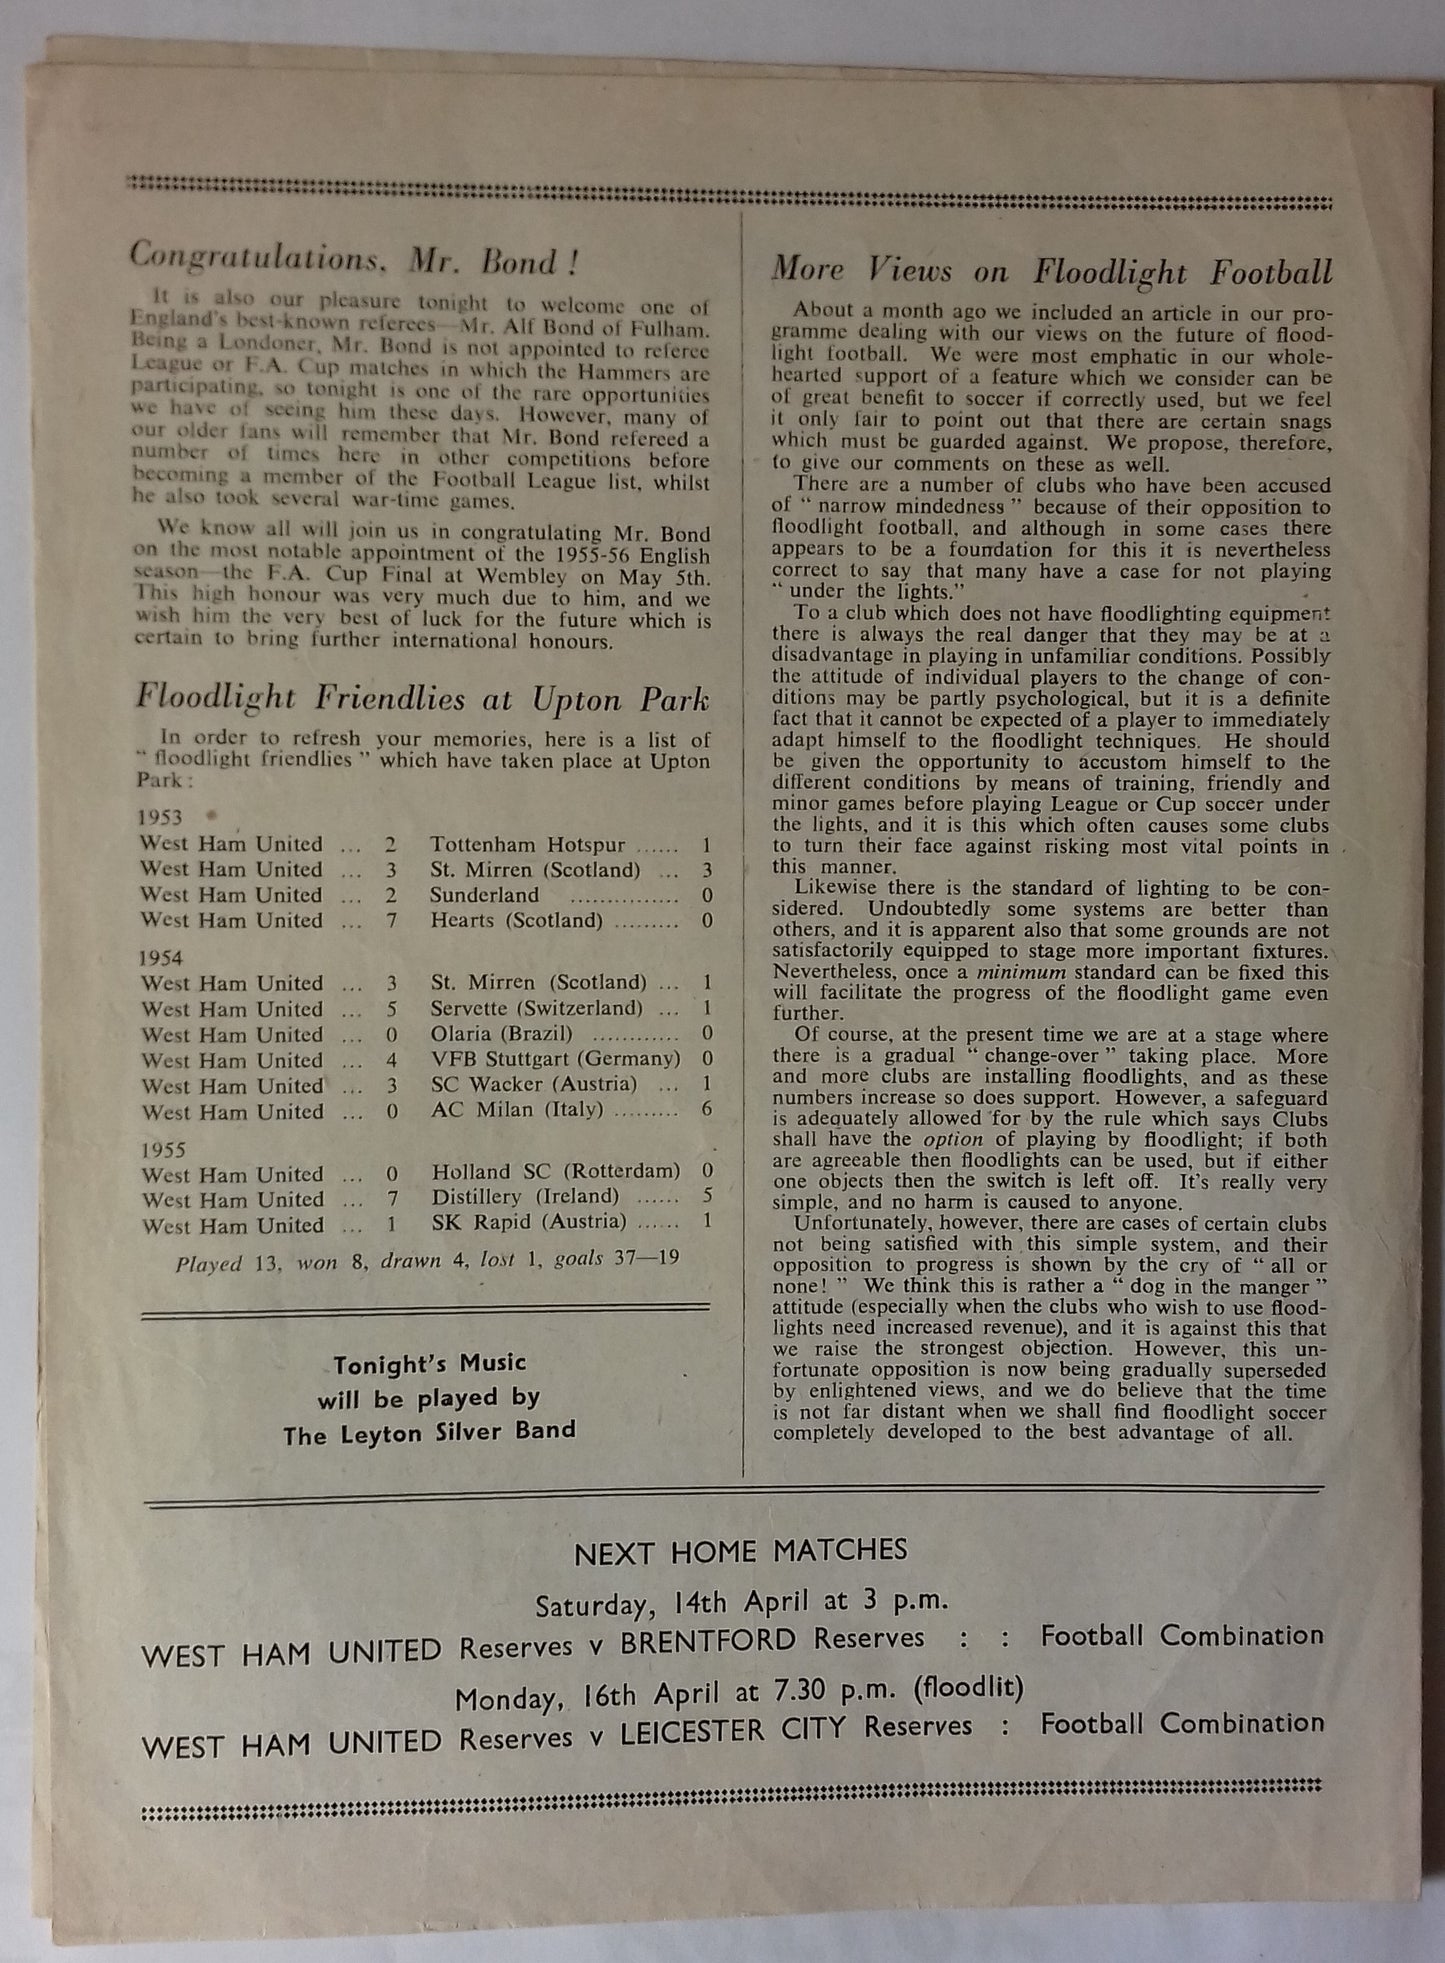 Congratulations, Mr. Bond !
It is also our pleasure tonight to welcome one of
England's best-known referees—Mr. Alf Bond of Fulham.
Being a Londoner, Mr. Bond is not appointed to referee
League or F.A. Cup matches in which the Hammers are
participating, so tonight is one of the rare opportunities
we have of seeing him these days. However, many of
our older fans will remember that Mr. Bond refereed a
number of times here in other competitions before
becoming a member of the Football League list, whilst
he also took several war-time games.
We know all will join us in congratulating Mr. Bond
on the most notable appointment of the 1955-56 English
season—the F.A. Cup Final at Wembley on May 5th.
This high honour was very much due to him, and we
wish him the very best of luck for the future which is
certain to bring further international honours.
Floodlight Friendlies at Upton Park
In order to refresh your memories, here is a list of
“ floodlight friendlies ” which have taken place at Upton
Park :
1953
West Ham United ... 2 Tottenham Hotspur ...... 1
West Ham United ... 3 St. Mirren (Scotland) ... 3
West Ham United ... 2 Sunderland ............... 0
West Ham United ... 7 Hearts (Scotland) ......... 0
1954
West Ham United ... 3 St. Mirren (Scotland) ... 1
West Ham United ... 5 Servette (Switzerland) ... 1
West Ham United ... 0 Olaria (Brazil) ............ 0
West Ham United ... 4 VFB Stuttgart (Germany) 0
West Ham United ... 3 SC Wacker (Austria) ... 1
West Ham United ... 0 AC Milan (Italy) ......... 6
1955
West Ham United ... 0 Holland SC (Rotterdam) 0
West Ham United ... 7 Distillery (Ireland) ...... 5
West Ham United ... 1 SK Rapid (Austria) ...... 1
Played 13, won 8, drawn 4, lost 1, goals 37—19
Tonight's Music
will be played by
The Leyton Silver Band
More Views on Floodlight Football
About a month ago we included an article in our pro-
gramme dealing with our views on the future of flood-
light football. We were most emphatic in our whole-
hearted support of a feature which we consider can be
of great benefit to soccer if correctly used, but we feel
it only fair to point out that there are certain snags
which must be guarded against. We propose, therefore,
to give our comments on these as well.
There are a number of clubs who have been accused
of “ narrow mindedness ” because of their opposition to
floodlight football, and although in some cases there
appears to be a foundation for this it is nevertheless
correct to say that many have a case for not playing
“ under the lights.”
To a club which does not have floodlighting equipment
there is always the real danger that they may be at a
disadvantage in playing in unfamiliar conditions. Possibly
the attitude of individual players to the change of con-
ditions may be partly psychological, but it is a definite
fact that it cannot be expected of a player to immediately
adapt himself to the floodlight techniques. He should
be given the opportunity to accustom himself to the
different conditions by means of training, friendly and
minor games before playing League or Cup soccer under
the lights, and it is this which often causes some clubs
to turn their face against risking most vital points in
this manner.
Likewise there is the standard of lighting to be con-
sidered. Undoubtedly some systems are better than
others, and it is apparent also that some grounds are not
satisfactorily equipped to stage more important fixtures.
Nevertheless, once a minimum standard can be fixed this
will facilitate the progress of the floodlight game even
further.
Of course, at the present time we are at a stage where
there is a gradual “ change-over ” taking place. More
and more clubs are installing floodlights, and as these
numbers increase so does support. However, a safeguard
is adequately allowed for by the rule which says Clubs
shall have the option of playing by floodlight; if both
are agreeable then floodlights can be used, but if either
one objects then the switch is left off. It's really very
simple, and no harm is caused to anyone.
Unfortunately, however, there are cases of certain clubs
not being satisfied with this simple system, and their
opposition to progress is shown by the cry of “ all or
none! ” We think this is rather a “ dog in the manger ”
attitude (especially when the clubs who wish to use flood-
lights need increased revenue), and it is against this that
we raise the strongest objection. However, this un-
fortunate opposition is now being gradually superseded
by enlightened views, and we do believe that the time
is not far distant when we shall find floodlight soccer
completely developed to the best advantage of all.
NEXT HOME MATCHES
Saturday, 14th April at 3 p.m.
WEST HAM UNITED Reserves v BRENTFORD Reserves : : Football Combination
Monday, 16th April at 7.30 p.m. (floodlit)
WEST HAM UNITED Reserves v LEICESTER CITY Reserves : Football Combination